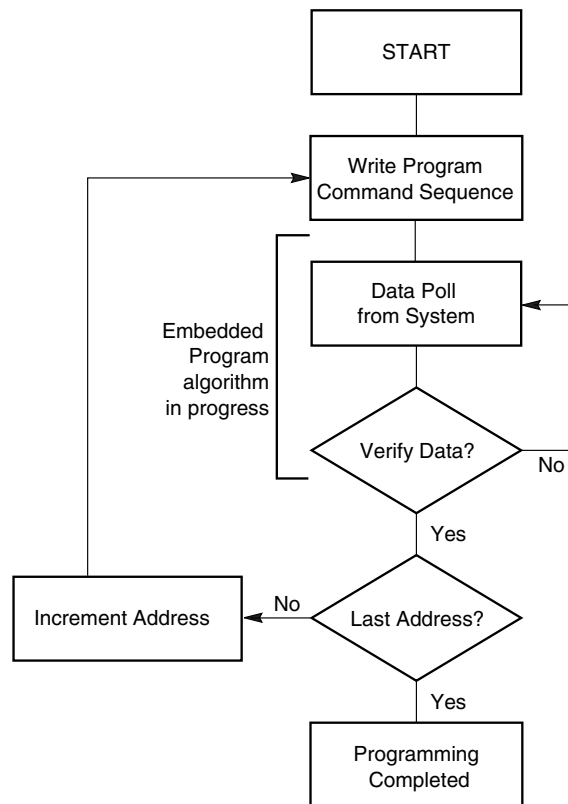 START
Write Program
Command Sequence
Data Poll
from System
Embedded
Program
algorithm
in progress
Verify Data?
No
Yes
Increment Address
No
Last Address?
Yes
Programming
Completed